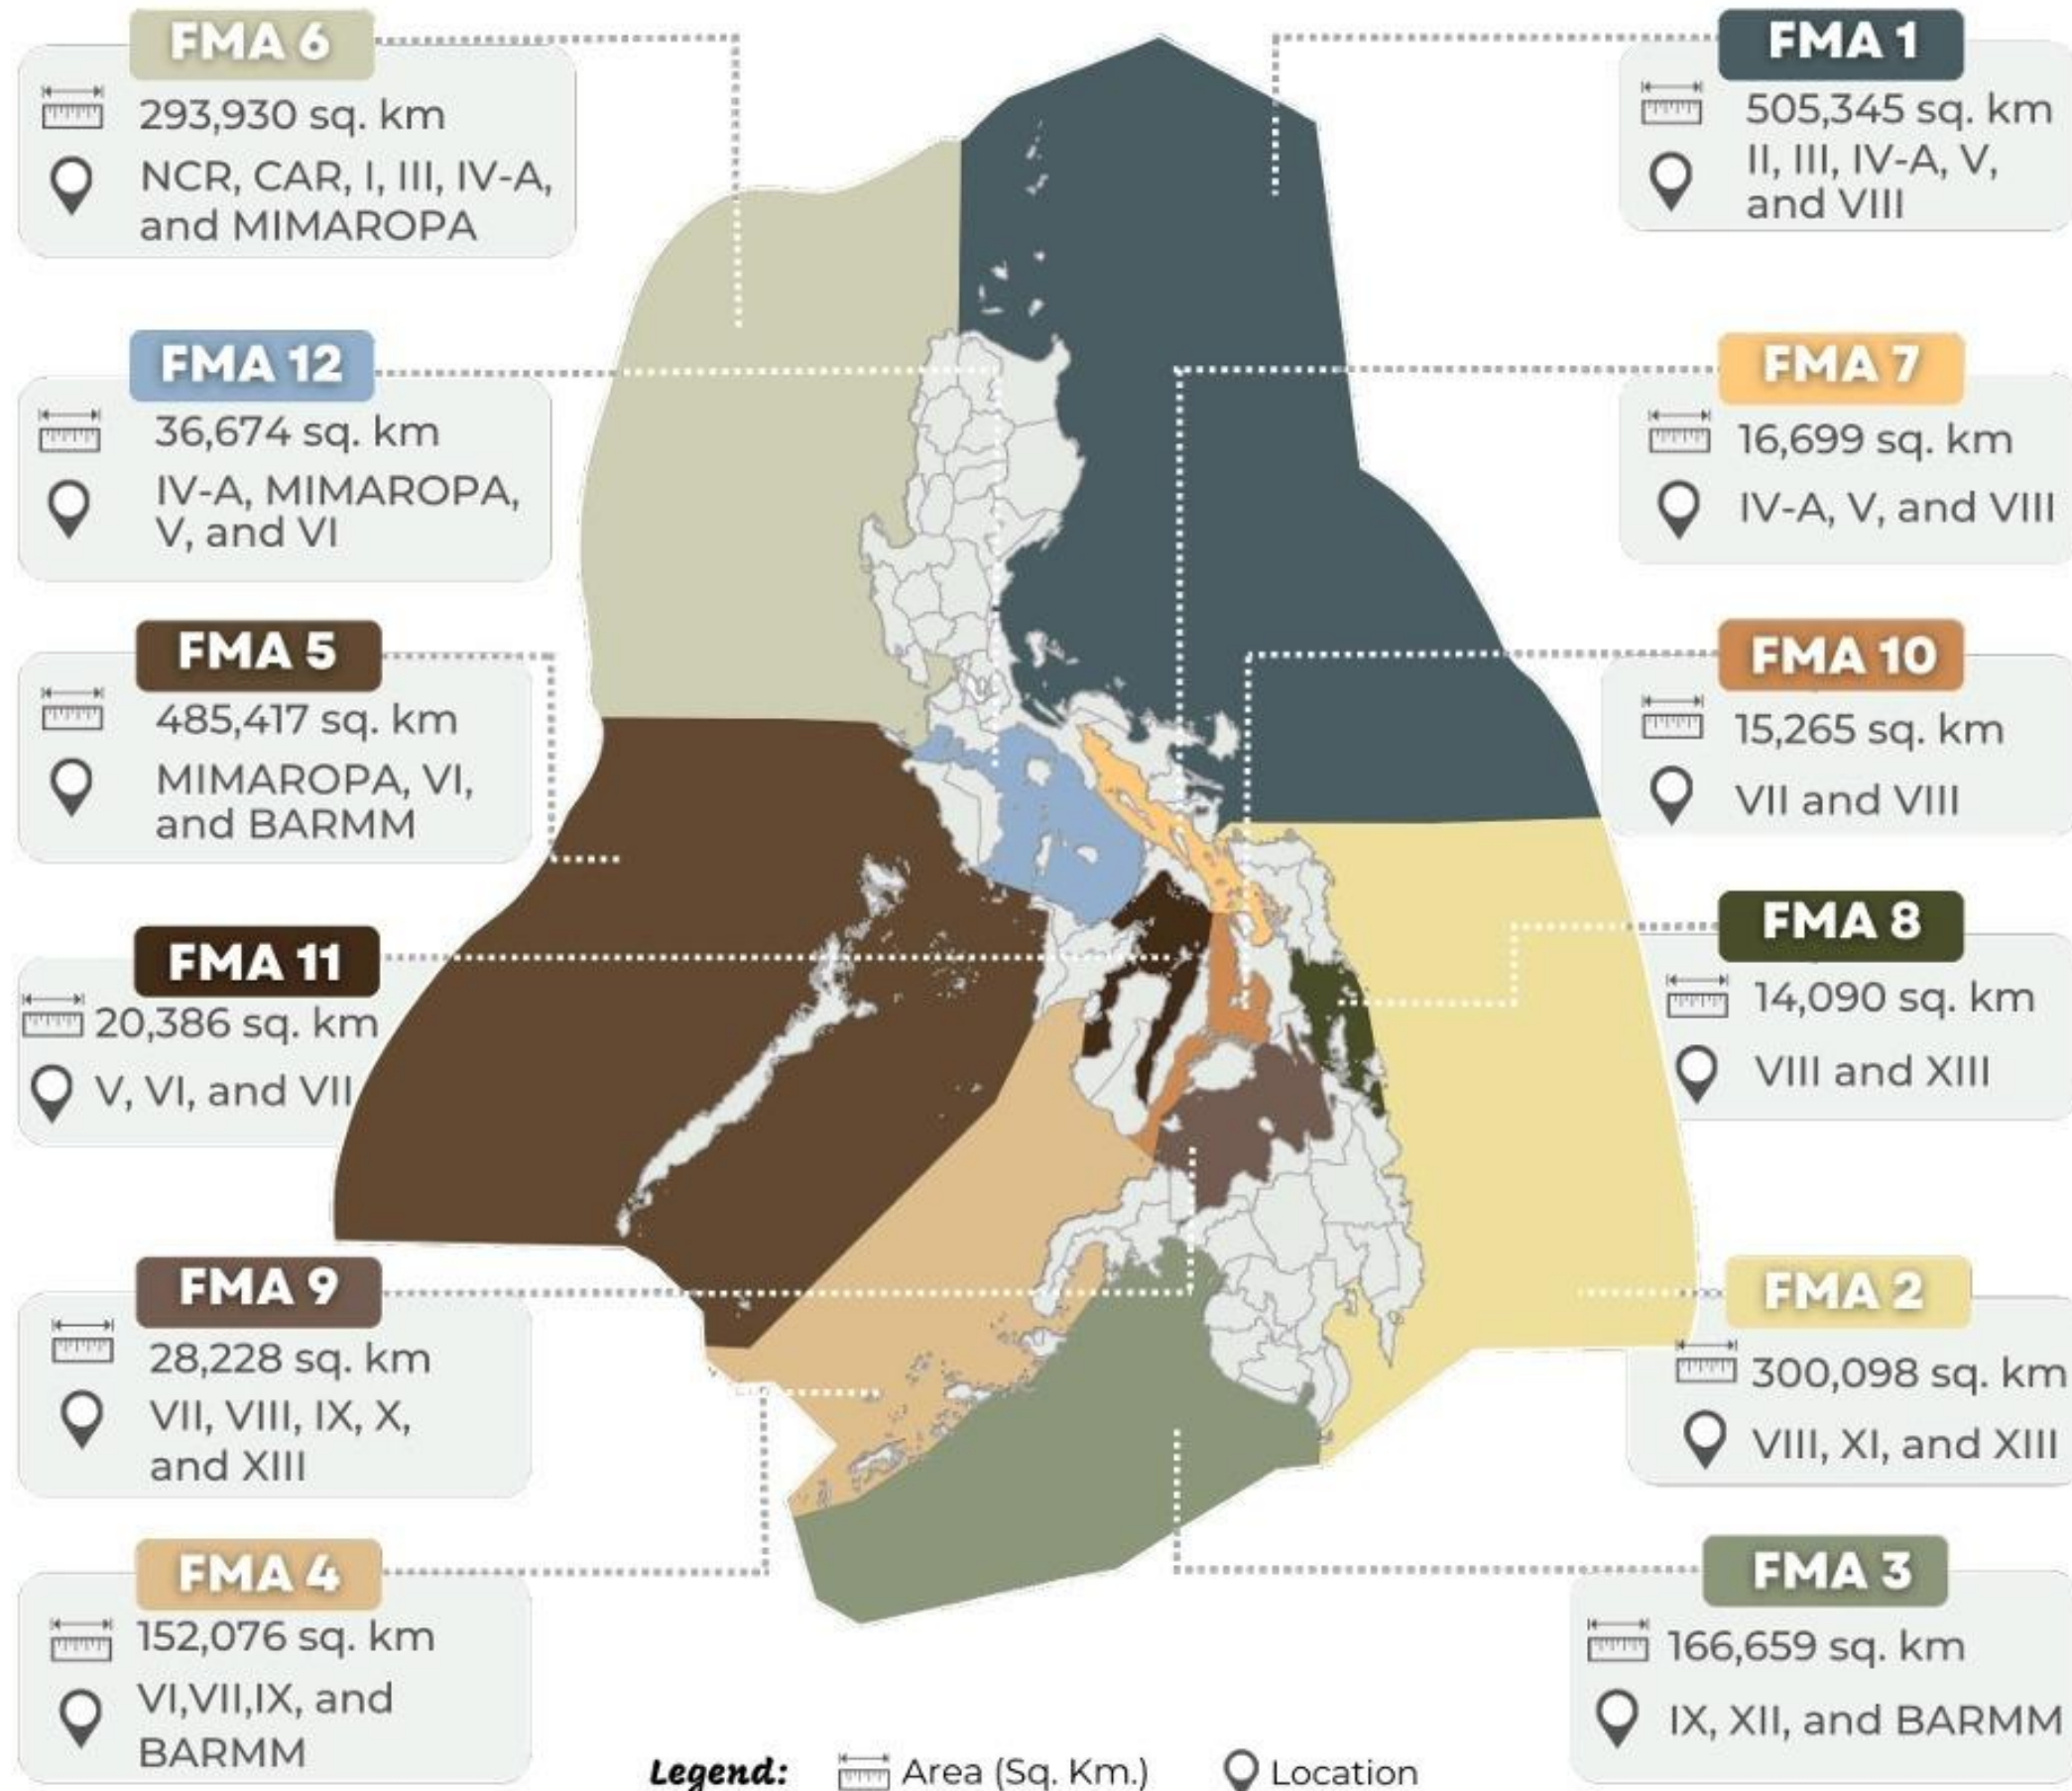 FMA 6
293,930 sq. km
NCR, CAR, I, III, IV-A,
and MIMAROPA
FMA 12
36,674 sq. km
IV-A, MIMAROPA,
V, and VI
FMA 5
485,417 sq. km
MIMAROPA, VI,
and BARMM
FMA 11
20,386 sq. km
V, VI, and VII
FMA 9
28,228 sq. km
VII, VIII, IX, X,
and XIII
FMA 4
152,076 sq. km
VI,VII,IX, and
BARMM
FMA 1
505,345 sq. km
II, III, IV-A, V,
and VIII
FMA 7
16,699 sq. km
IV-A, V, and VIII
FMA 10
15,265 sq. km
VII and VIII
FMA 8
14,090 sq. km
VIII and XIII
FMA 2
300,098 sq. km
VIII, XI, and XIII
FMA 3
166,659 sq. km
IX, XII, and BARMM
Legend: Area (Sq. Km.) Location